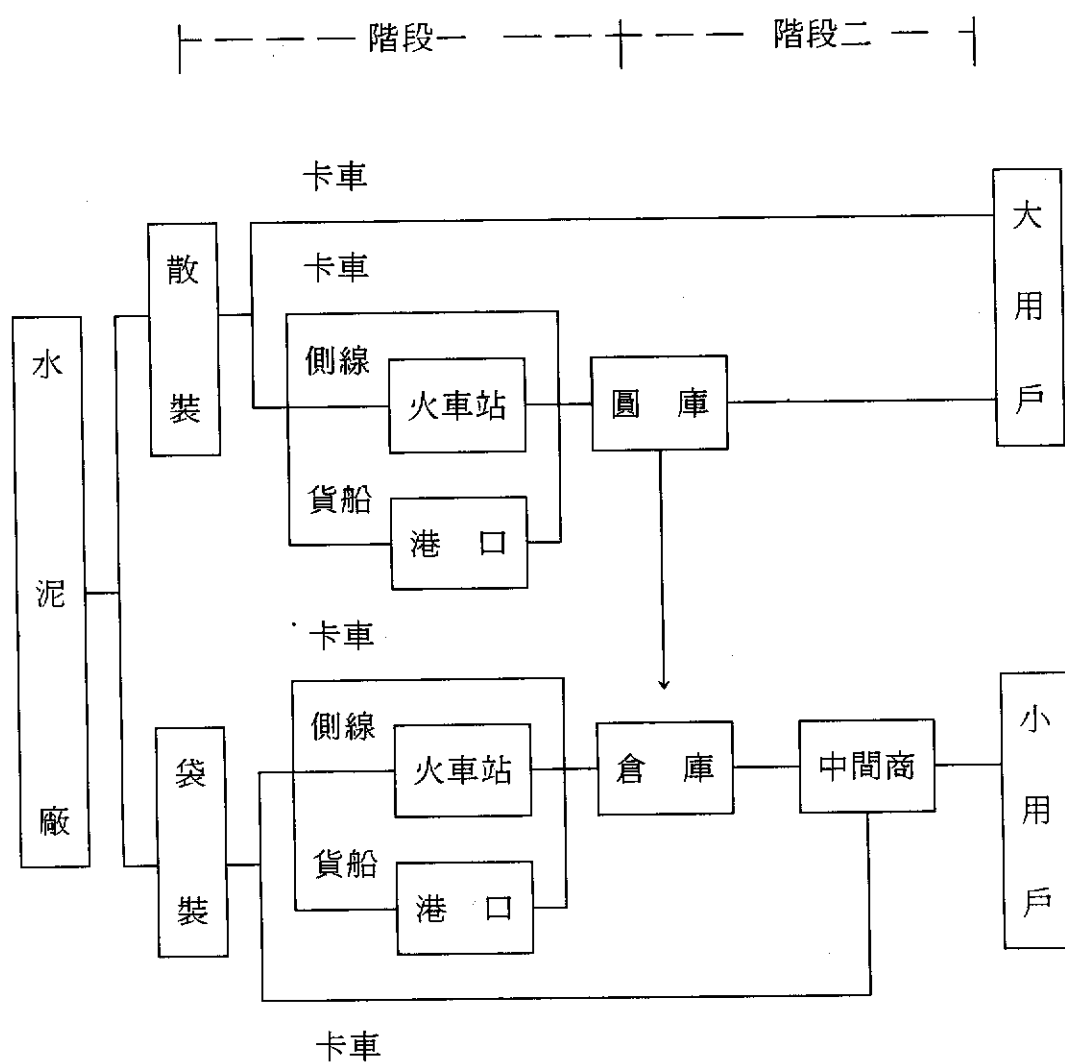 階段一 階段二
卡車
大用戶
散裝
卡車
水泥廠
側線
火車站
圓庫
貨船
港口
卡車
小用戶
袋裝
側線
火車站
倉庫
中間商
貨船
港口
卡車